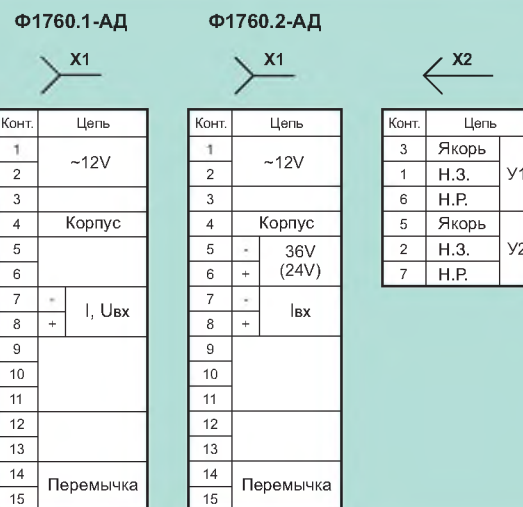 Ф1760.1-АД
X1
Конт. Цепь
1
2
~12V
3
4 Корпус
5
6
7 -
8 +
I, Uвх
9
10
11
12
13
14
15
Перемычка
Ф1760.2-АД
X1
Конт. Цепь
1
2
~12V
3
4 Корпус
5 -
6 +
36V
(24V)
7 -
8 +
Iвх
9
10
11
12
13
14
15
Перемычка
X2
Конт. Цепь
3 Якорь
1 Н.З.
6 Н.Р.
У1
5 Якорь
2 Н.З.
7 Н.Р.
У2